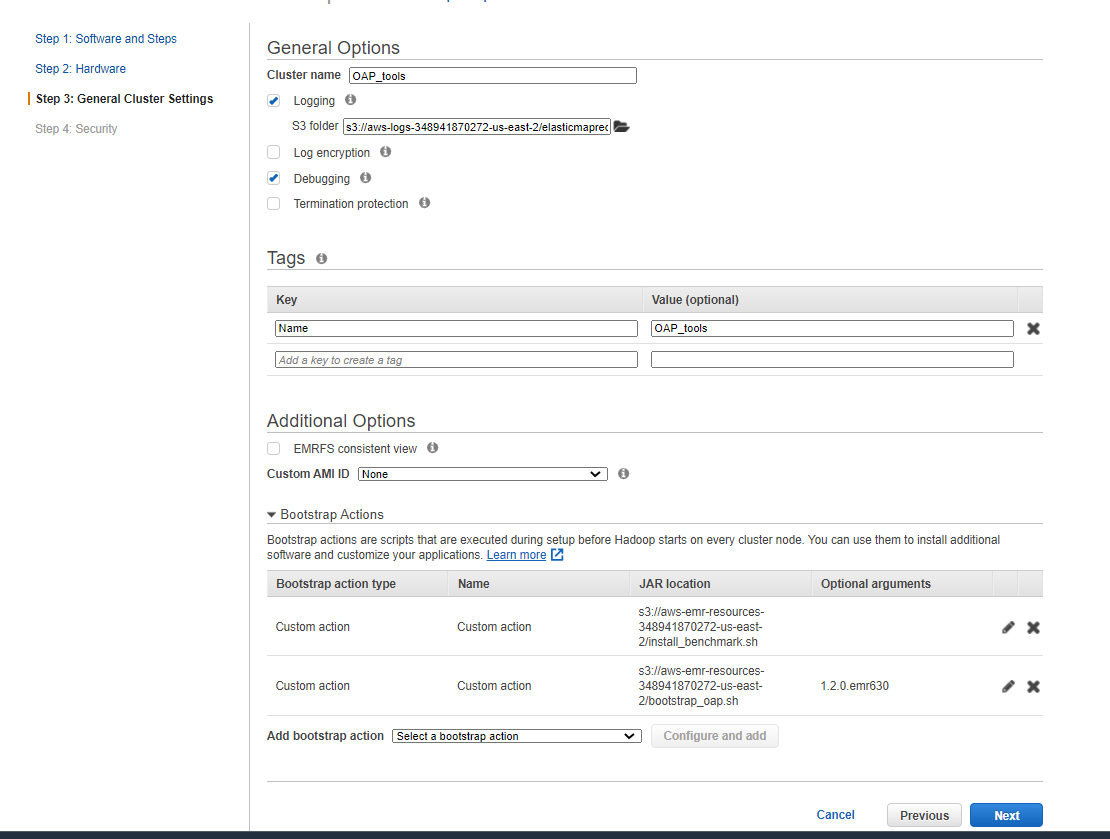 Step 1: Software and Steps
Step 2: Hardware
Step 3: General Cluster Settings
Step 4: Security
General Options
Cluster name OAP_tools
Logging
S3 folder s3://aws-logs-348941870272-us-east-2/elasticmaprec
Log encryption
Debugging
Termination protection
Tags
Key Value (optional)
Name OAP_tools
Add a key to create a tag
Additional Options
EMRFS consistent view
Custom AMI ID None
Bootstrap Actions
Bootstrap actions are scripts that are executed during setup before Hadoop starts on every cluster node. You can use them to install additional
software and customize your applications. Learn more
Bootstrap action type Name JAR location Optional arguments
Custom action Custom action s3://aws-emr-resources-
348941870272-us-east-
2/install_benchmark.sh
Custom action Custom action s3://aws-emr-resources-
348941870272-us-east- 1.2.0.emr630
2/bootstrap_oap.sh
Add bootstrap action Select a bootstrap action Configure and add
Cancel Previous Next